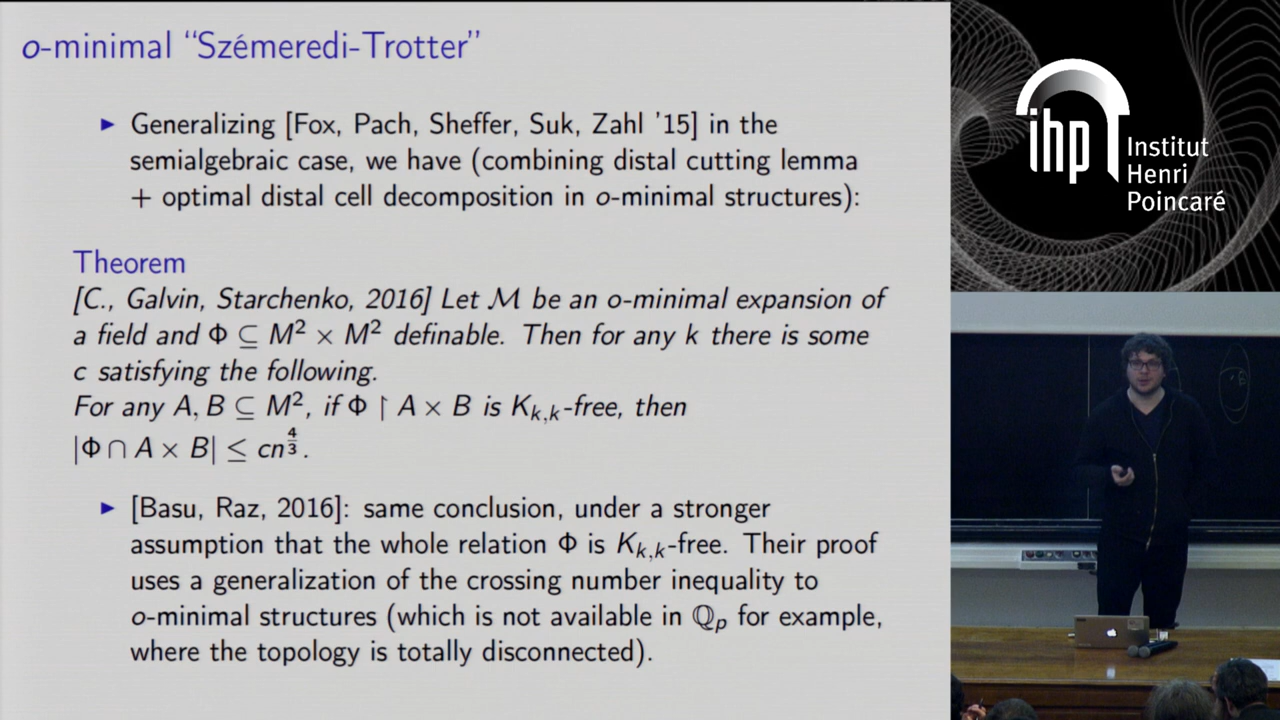 o-minimal “Szémeredi-Trotter”
▶ Generalizing [Fox, Pach, Sheffer, Suk, Zahl '15] in the
semialgebraic case, we have (combining distal cutting lemma
+ optimal distal cell decomposition in o-minimal structures):
Theorem
[C., Galvin, Starchenko, 2016] Let ℳ be an o-minimal expansion of
a field and Φ ⊆ M² × M² definable. Then for any k there is some
c satisfying the following.
For any A, B ⊆ M², if Φ ↾ A × B is K_{k,k}-free, then
|Φ ∩ A × B| ≤ cn^{4/3}.
▶ [Basu, Raz, 2016]: same conclusion, under a stronger
assumption that the whole relation Φ is K_{k,k}-free. Their proof
uses a generalization of the crossing number inequality to
o-minimal structures (which is not available in ℚ_p for example,
where the topology is totally disconnected).
ihp
Institut
Henri
Poincaré